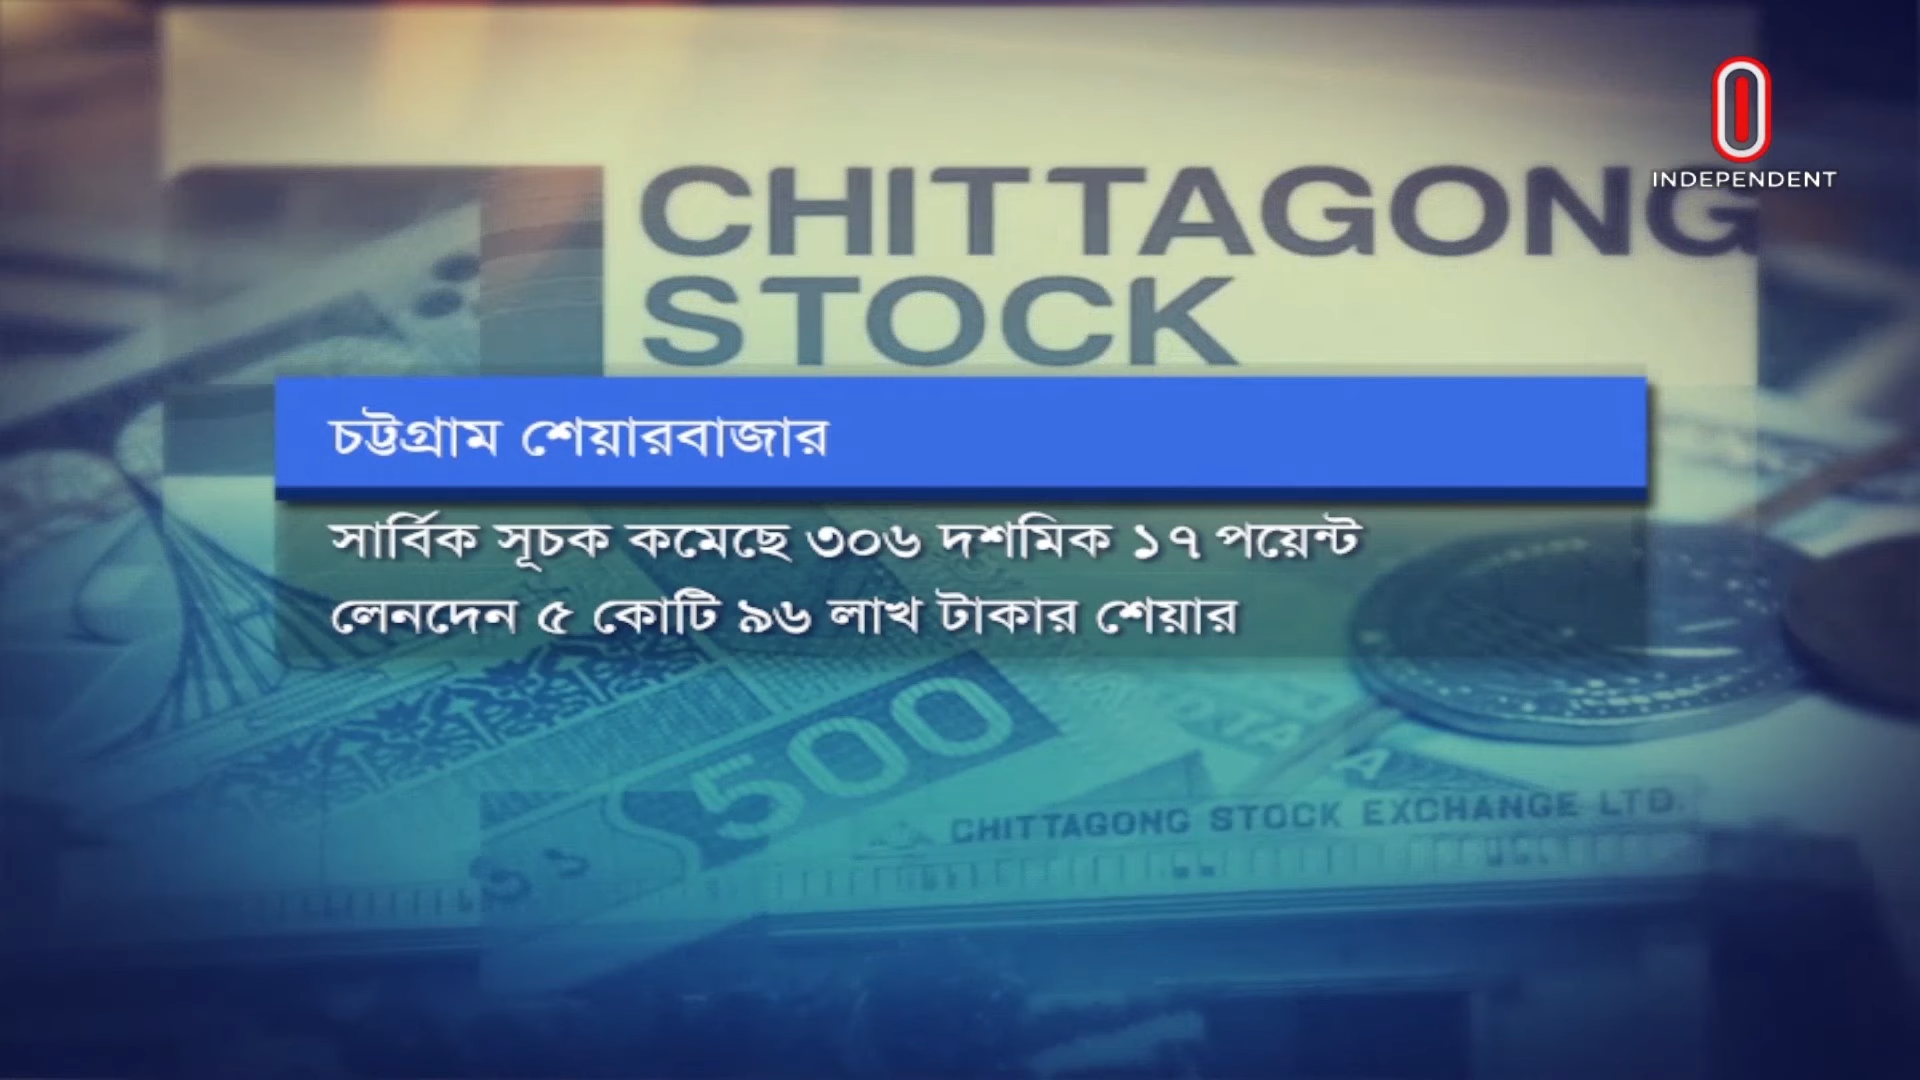 INDEPENDENT
CHITTAGONG
STOCK
চট্টগ্রাম শেয়ারবাজার
সার্বিক সূচক কমেছে ৩০৬ দশমিক ১৭ পয়েন্ট
লেনদেন ৫ কোটি ৯৬ লাখ টাকার শেয়ার
500
CHITTAGONG STOCK EXCHANGE LTD.